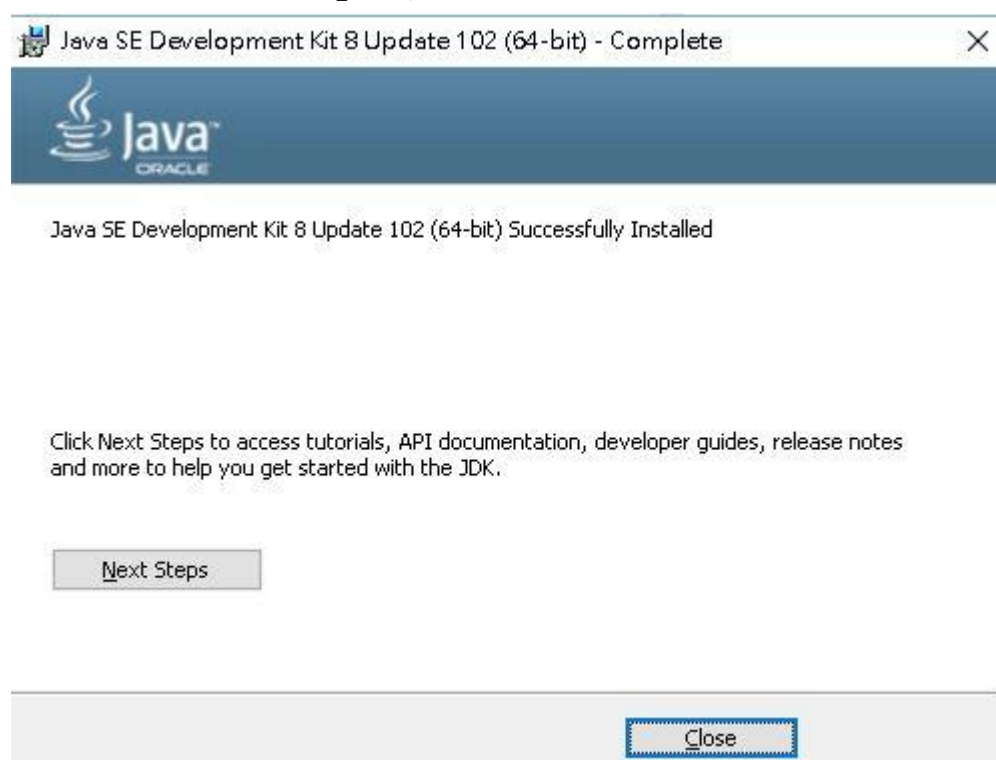 Java SE Development Kit 8 Update 102 (64-bit) - Complete
Java™
ORACLE
Java SE Development Kit 8 Update 102 (64-bit) Successfully Installed
Click Next Steps to access tutorials, API documentation, developer guides, release notes
and more to help you get started with the JDK.
Next Steps
Close